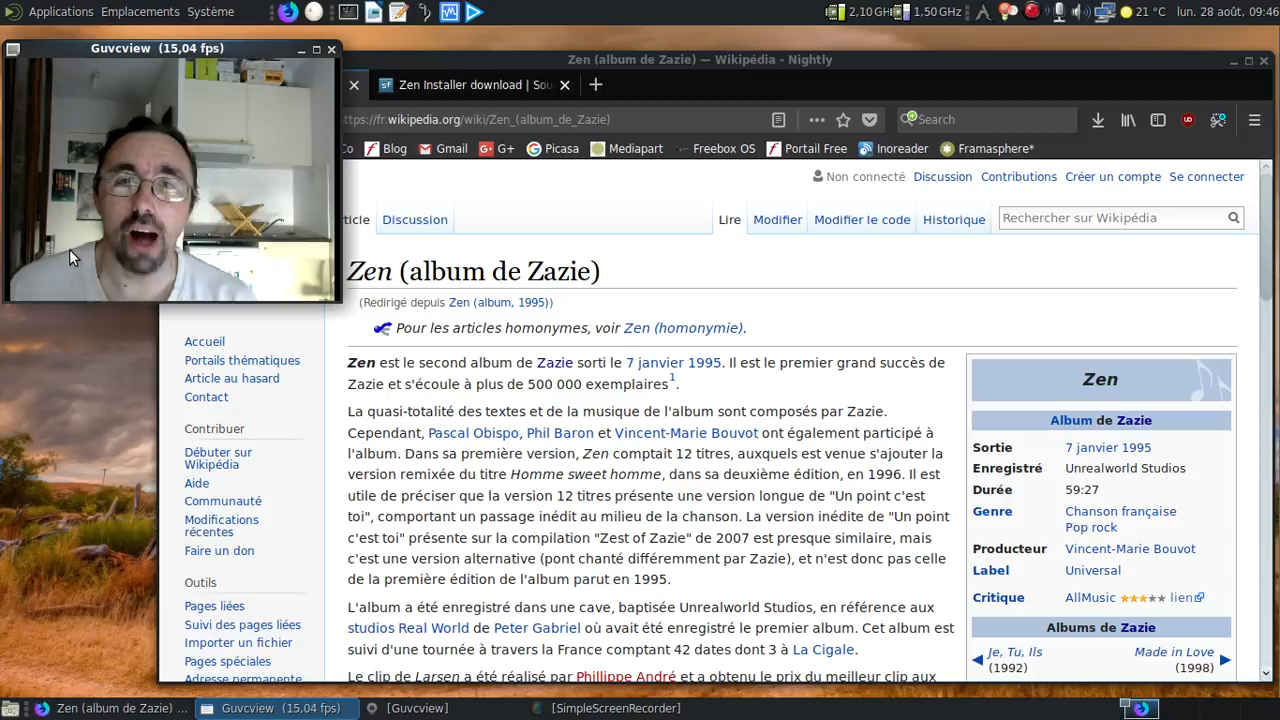 Applications Emplacements Système
2,10 GHz 1,50 GHz 21 °C lun. 28 août, 09:46
Guvcview (15,04 fps)
Zen (album de Zazie) — Wikipédia - Nightly
Zen Installer download | Sou
ttps://fr.wikipedia.org/wiki/Zen_(album_de_Zazie)
Search
Co Blog Gmail G+ Picasa Mediapart Freebox OS Portail Free Inoreader Framasphere*
Non connecté Discussion Contributions Créer un compte Se connecter
rticle Discussion Lire Modifier Modifier le code Historique Rechercher sur Wikipédia
Zen (album de Zazie)
(Redirigé depuis Zen (album, 1995))
Pour les articles homonymes, voir Zen (homonymie).
Accueil
Portails thématiques
Article au hasard
Contact
Contribuer
Débuter sur
Wikipédia
Aide
Communauté
Modifications
récentes
Faire un don
Outils
Pages liées
Suivi des pages liées
Importer un fichier
Pages spéciales
Adresse permanente
Zen est le second album de Zazie sorti le 7 janvier 1995. Il est le premier grand succès de
Zazie et s'écoule à plus de 500 000 exemplaires1.
La quasi-totalité des textes et de la musique de l'album sont composés par Zazie.
Cependant, Pascal Obispo, Phil Baron et Vincent-Marie Bouvot ont également participé à
l'album. Dans sa première version, Zen comptait 12 titres, auxquels est venue s'ajouter la
version remixée du titre Homme sweet homme, dans sa deuxième édition, en 1996. Il est
utile de préciser que la version 12 titres présente une version longue de "Un point c'est
toi", comportant un passage inédit au milieu de la chanson. La version inédite de "Un point
c'est toi" présente sur la compilation "Zest of Zazie" de 2007 est presque similaire, mais
c'est une version alternative (pont chanté différemment par Zazie), et n'est donc pas celle
de la première édition de l'album parut en 1995.
L'album a été enregistré dans une cave, baptisée Unrealworld Studios, en référence aux
studios Real World de Peter Gabriel où avait été enregistré le premier album. Cet album est
suivi d'une tournée à travers la France comptant 42 dates dont 3 à La Cigale.
Le clip de Larsen a été réalisé par Phillippe André et a obtenu le prix du meilleur clip aux
Zen
Album de Zazie
Sortie 7 janvier 1995
Enregistré Unrealworld Studios
Durée 59:27
Genre Chanson française
Pop rock
Producteur Vincent-Marie Bouvot
Label Universal
Critique AllMusic ★★★★★ lien
Albums de Zazie
Je, Tu, Ils Made in Love
(1992) (1998)
Zen (album de Zazie) ... Guvcview (15,04 fps) [Guvcview] [SimpleScreenRecorder]